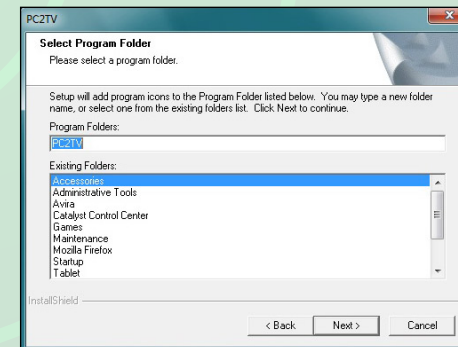 PC2TV
Select Program Folder
Please select a program folder.
Setup will add program icons to the Program Folder listed below. You may type a new folder
name, or select one from the existing folders list. Click Next to continue.
Program Folders:
PC2TV
Existing Folders:
Accessories
Administrative Tools
Avira
Catalyst Control Center
Games
Maintenance
Mozilla Firefox
Startup
Tablet
InstallShield
< Back
Next >
Cancel